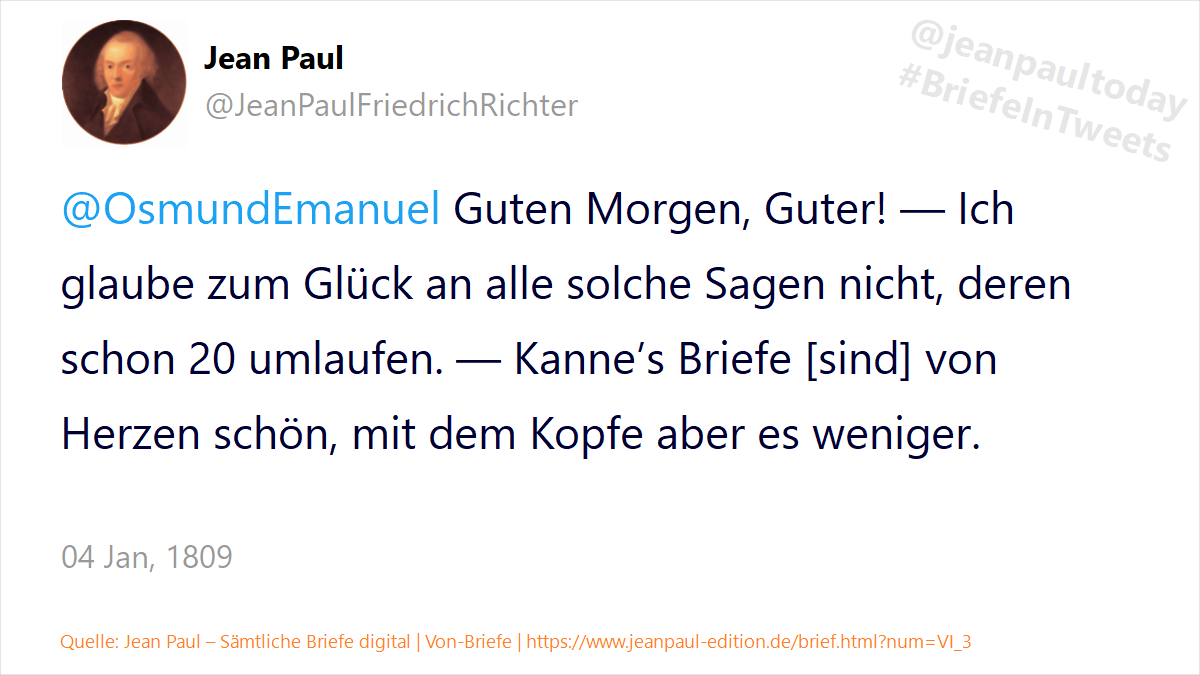 Jean Paul
@JeanPaulFriedrichRichter
@jeanpaultoday
#BriefeInTweets
@OsmundEmanuel Guten Morgen, Guter! — Ich
glaube zum Glück an alle solche Sagen nicht, deren
schon 20 umlaufen. — Kanne’s Briefe [sind] von
Herzen schön, mit dem Kopfe aber es weniger.
04 Jan, 1809
Quelle: Jean Paul – Sämtliche Briefe digital | Von-Briefe | https://www.jeanpaul-edition.de/brief.html?num=VI_3